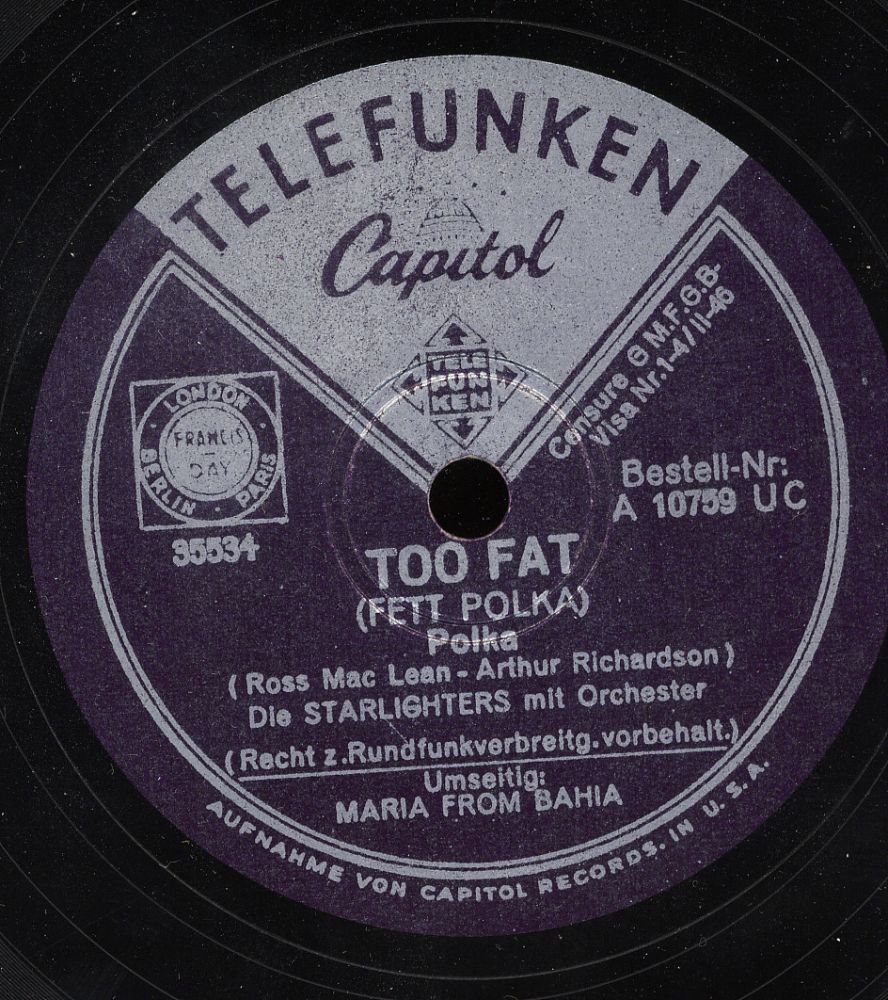 TELEFUNKEN
Capitol
TELE
FUN
KEN
Censure G M.F.G.B-
Visa Nr.1-4/II-46
LONDON
FRANCIS
DAY
BERLIN · PARIS
35534
Bestell-Nr:
A 10759 UC
TOO FAT
(FETT POLKA)
Polka
(Ross Mac Lean - Arthur Richardson)
Die STARLIGHTERS mit Orchester
(Recht z.Rundfunkverbreitg.vorbehalt.)
Umseitig:
MARIA FROM BAHIA
AUFNAHME VON CAPITOL RECORDS. IN U. S. A.